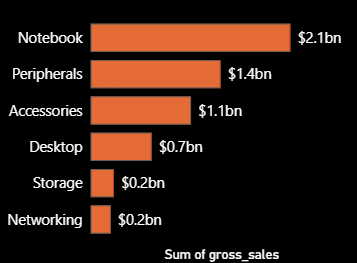 Notebook $2.1bn
Peripherals $1.4bn
Accessories $1.1bn
Desktop $0.7bn
Storage $0.2bn
Networking $0.2bn
Sum of gross_sales